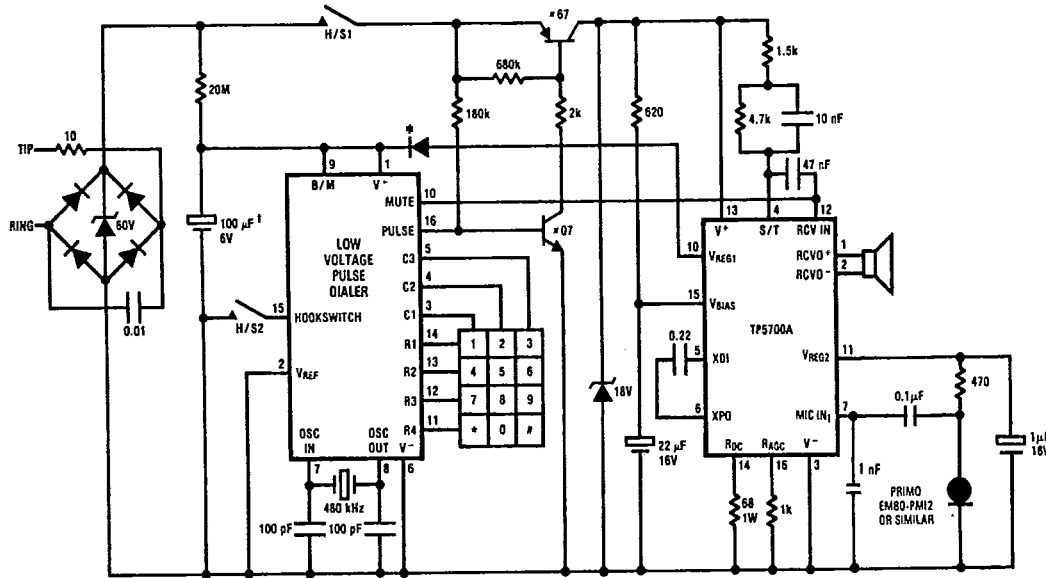 H/S1
#67
20M
680k
180k
2k
620
1.5k
4.7k
10 nF
47 nF
10
TIP
RING
60V
0.01
*
9
1
B/M
V+
10
MUTE
16
PULSE
5
C3
4
C2
3
C1
14
R1
13
R2
12
R3
11
R4
LOW
VOLTAGE
PULSE
DIALER
100 µF†
6V
H/S2
15
HOOKSWITCH
2
VREF
OSC
IN
OSC
OUT
V−
7
8
6
480 kHz
100 pF
100 pF
1 2 3
4 5 6
7 8 9
* 0 #
#07
18V
22 µF
16V
13
4
12
V+
S/T
RCV IN
10
VREG1
RCVO+
1
RCVO−
2
15
VBIAS
TP5700A
0.22
5
XDI
6
XPO
VREG2
11
MIC IN1
7
RDC
RAGC
V−
14
16
3
68
1W
1k
1 nF
0.1µF
470
1µF
16V
PRIMO
EM80-PMI2
OR SIMILAR